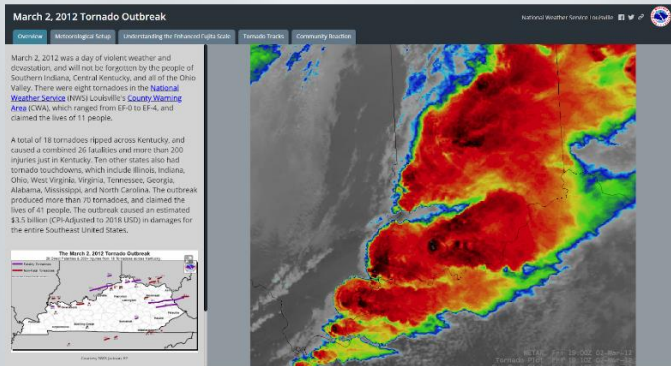 March 2, 2012 Tornado Outbreak
National Weather Service Louisville
Overview
Meteorological Setup
Understanding the Enhanced Fujita Scale
Tornado Tracks
Community Reaction
March 2, 2012 was a day of violent weather and
devastation, and will not be forgotten by the people of
Southern Indiana, Central Kentucky, and all of the Ohio
Valley. There were eight tornadoes in the National
Weather Service (NWS) Louisville's County Warning
Area (CWA), which ranged from EF-0 to EF-4, and
claimed the lives of 11 people.
A total of 18 tornadoes ripped across Kentucky, and
caused a combined 26 fatalities and more than 200
injuries just in Kentucky. Ten other states also had
tornado touchdowns, which include Illinois, Indiana,
Ohio, West Virginia, Virginia, Tennessee, Georgia,
Alabama, Mississippi, and North Carolina. The outbreak
produced more than 70 tornadoes, and claimed the
lives of 41 people. The outbreak caused an estimated
$3.5 billion (CPI-Adjusted to 2018 USD) in damages for
the entire Southeast United States.
The March 2, 2012 Tornado Outbreak